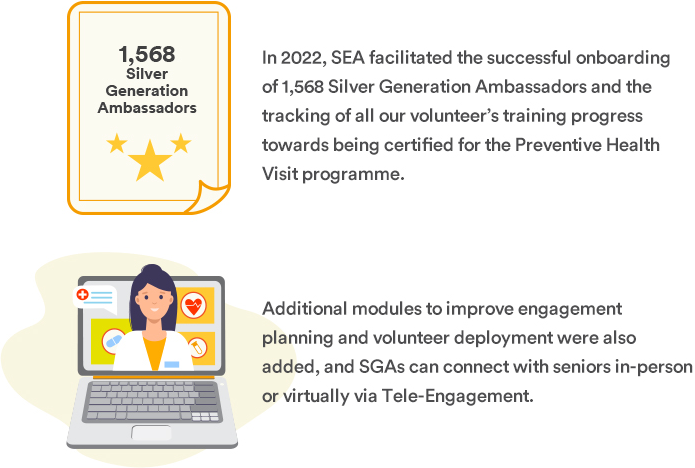 1,568
Silver
Generation
Ambassadors
In 2022, SEA facilitated the successful onboarding
of 1,568 Silver Generation Ambassadors and the
tracking of all our volunteer’s training progress
towards being certified for the Preventive Health
Visit programme.
Additional modules to improve engagement
planning and volunteer deployment were also
added, and SGAs can connect with seniors in-person
or virtually via Tele-Engagement.